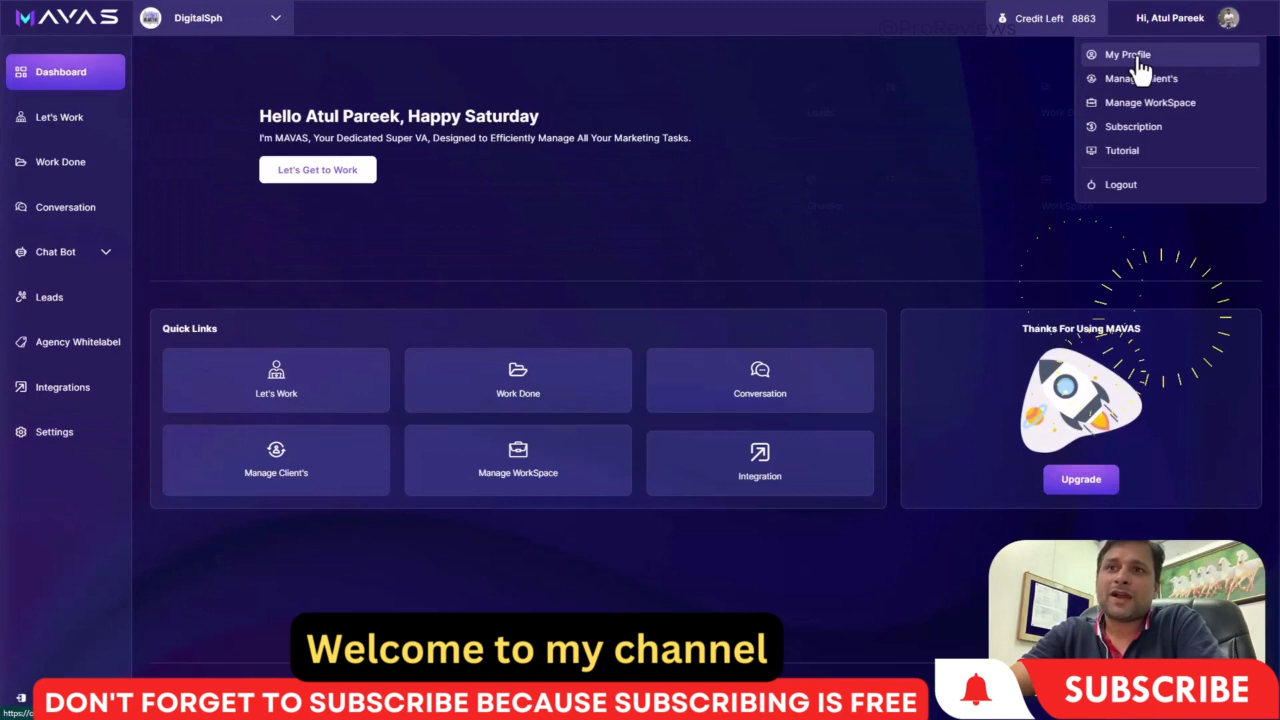 MAVAS
DigitalSph
@ProReviews
Credit Left 8863
Hi, Atul Pareek
My Profile
Manage Client's
Manage WorkSpace
Subscription
Tutorial
Logout
Dashboard
Let's Work
Work Done
Conversation
Chat Bot
Leads
Agency Whitelabel
Integrations
Settings
Hello Atul Pareek, Happy Saturday
I'm MAVAS, Your Dedicated Super VA, Designed to Efficiently Manage All Your Marketing Tasks.
Let's Get to Work
Leads
WorkSpace
Quick Links
Let's Work
Work Done
Conversation
Manage Client's
Manage WorkSpace
Integration
Thanks For Using MAVAS
Upgrade
Welcome to my channel
DON'T FORGET TO SUBSCRIBE BECAUSE SUBSCRIBING IS FREE
SUBSCRIBE